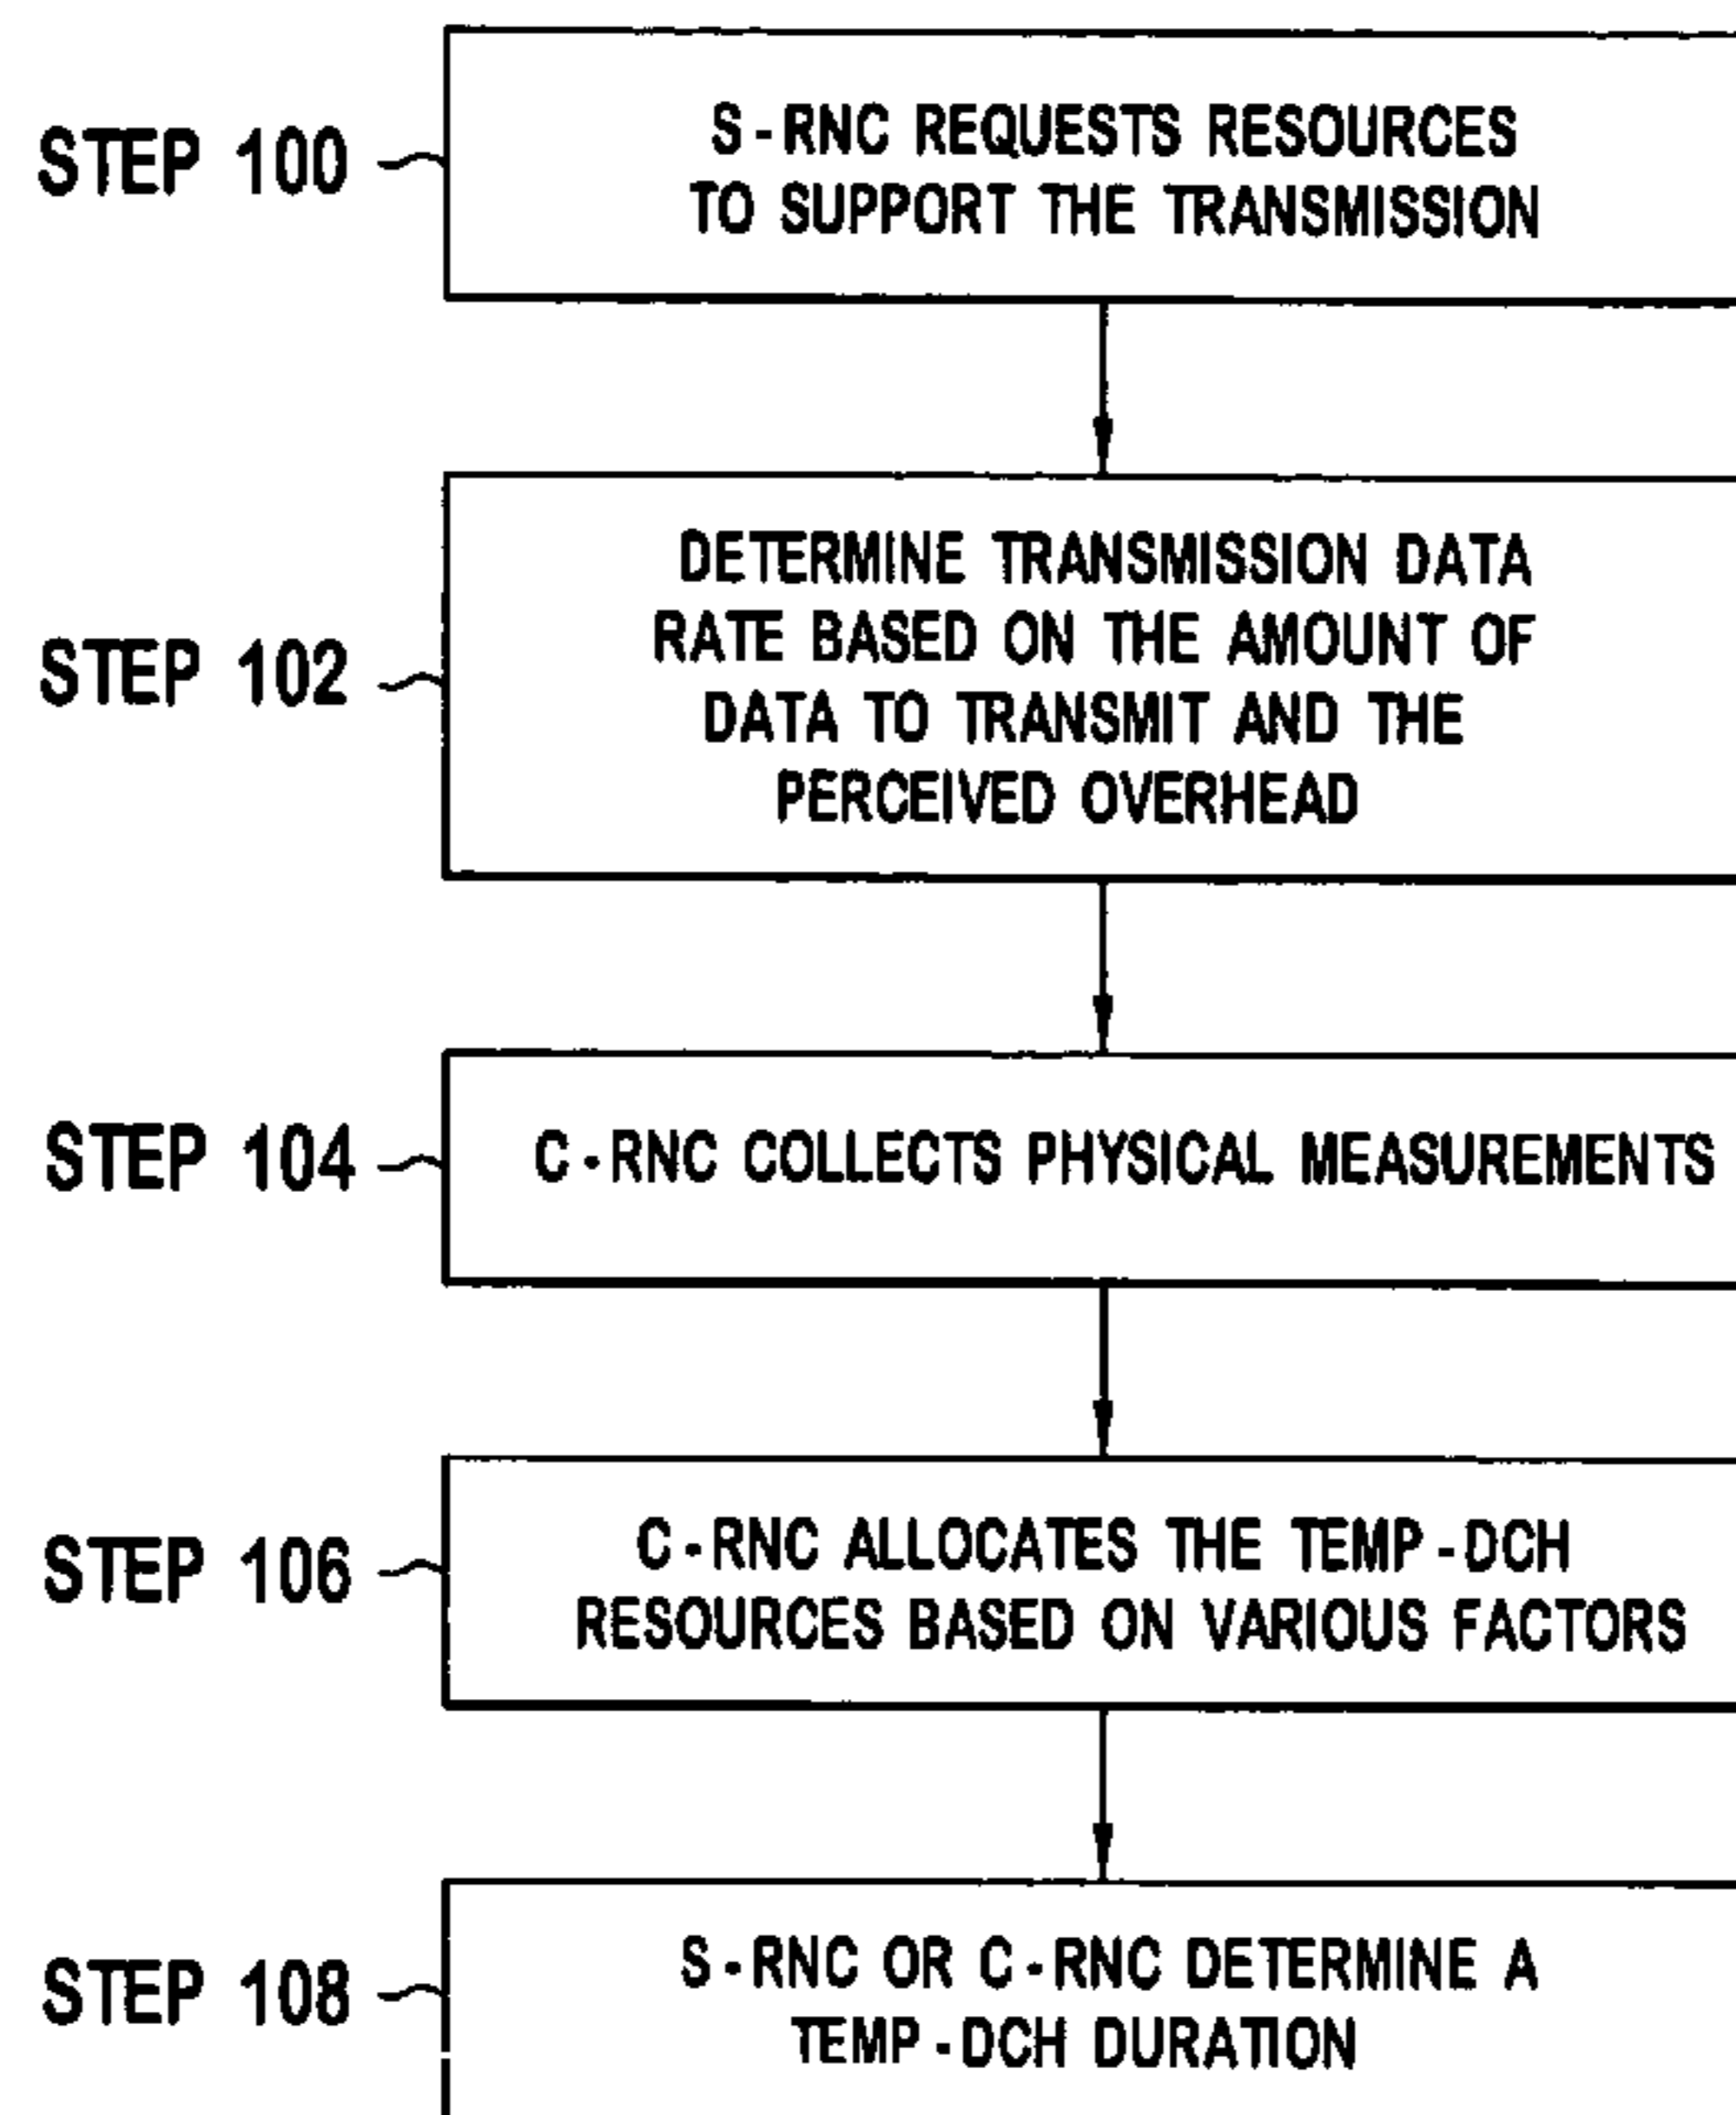 STEP 100
S-RNC REQUESTS RESOURCES
TO SUPPORT THE TRANSMISSION
STEP 102
DETERMINE TRANSMISSION DATA
RATE BASED ON THE AMOUNT OF
DATA TO TRANSMIT AND THE
PERCEIVED OVERHEAD
STEP 104
C-RNC COLLECTS PHYSICAL MEASUREMENTS
STEP 106
C-RNC ALLOCATES THE TEMP-DCH
RESOURCES BASED ON VARIOUS FACTORS
STEP 108
S-RNC OR C-RNC DETERMINE A
TEMP-DCH DURATION